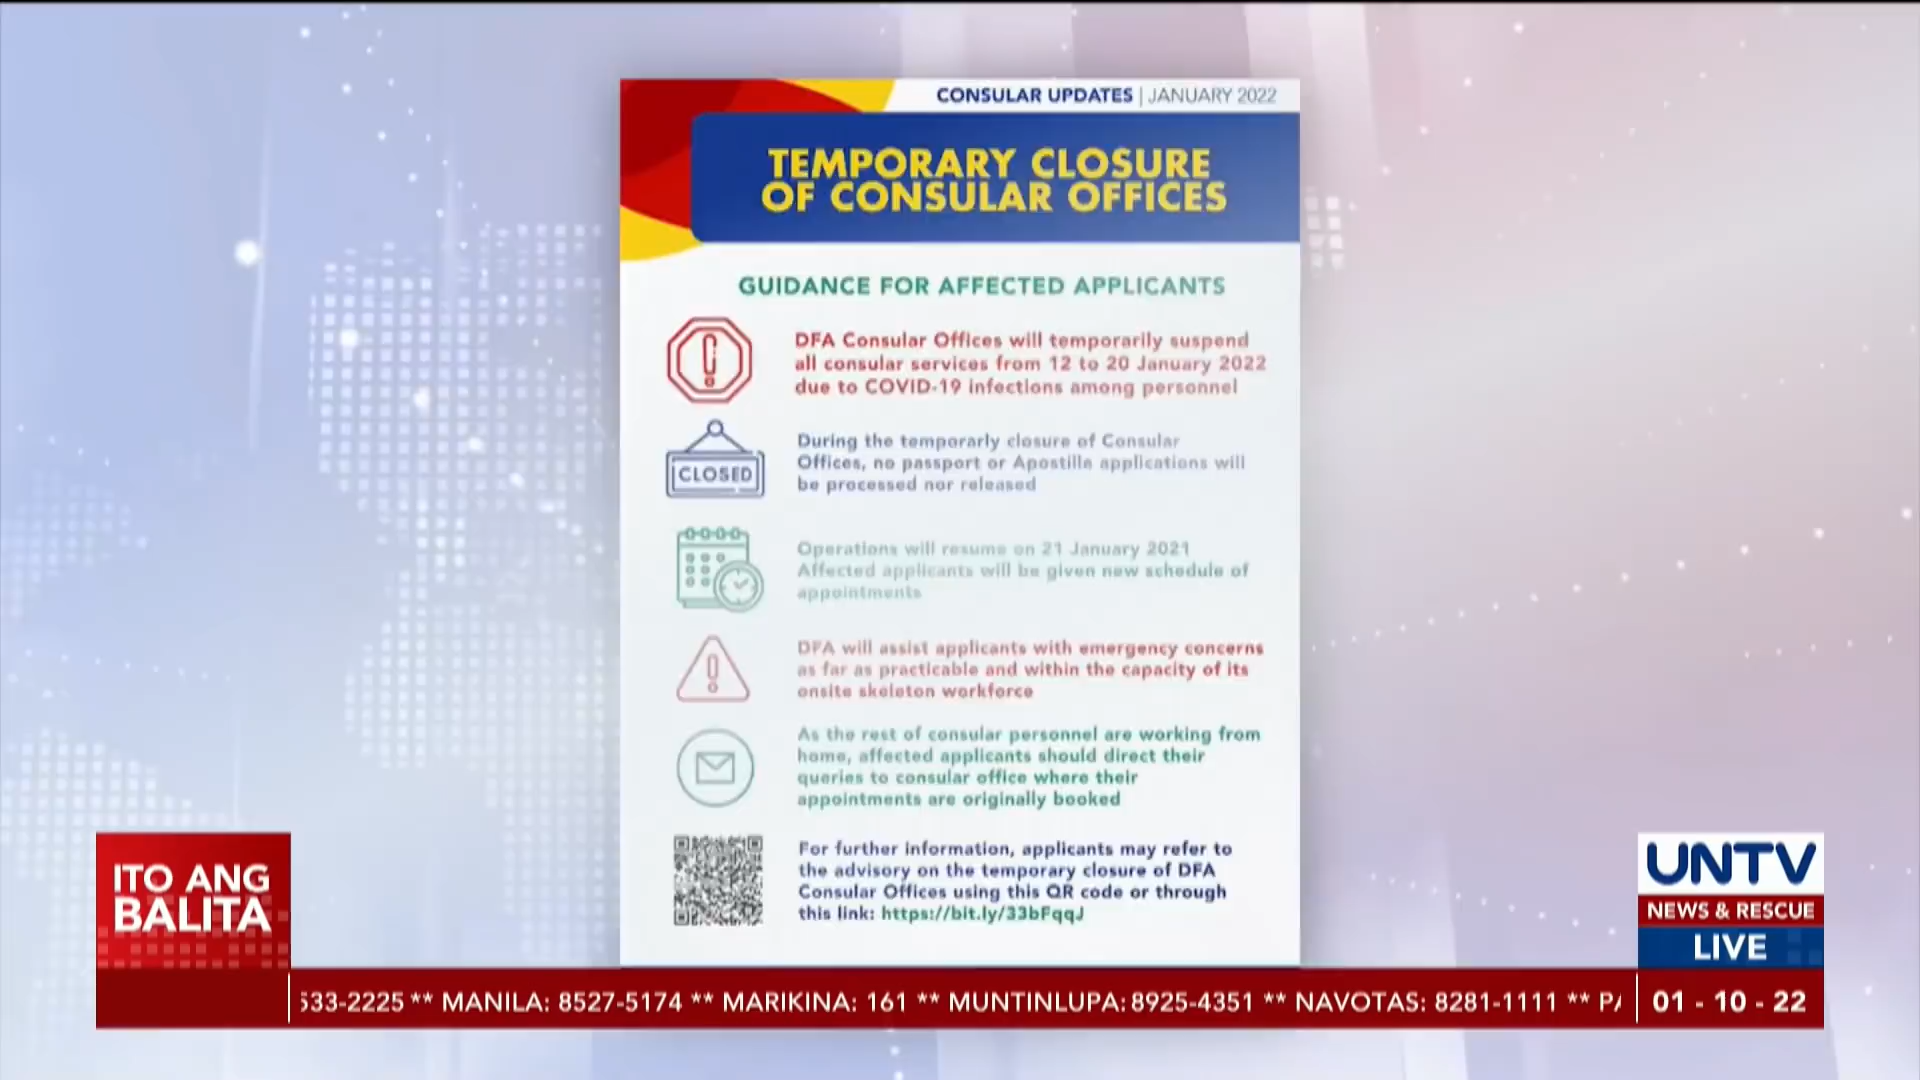 CONSULAR UPDATES | JANUARY 2022
TEMPORARY CLOSURE
OF CONSULAR OFFICES
GUIDANCE FOR AFFECTED APPLICANTS
DFA Consular Offices will temporarily suspend
all consular services from 12 to 20 January 2022
due to COVID-19 infections among personnel
CLOSED
During the temporarly closure of Consular
Offices, no passport or Apostille applications will
be processed nor released
Operations will resume on 21 January 2021
Affected applicants will be given new schedule of
appointments
DFA will assist applicants with emergency concerns
as far as practicable and within the capacity of its
onsite skeleton workforce
As the rest of consular personnel are working from
home, affected applicants should direct their
queries to consular office where their
appointments are originally booked
For further information, applicants may refer to
the advisory on the temporary closure of DFA
Consular Offices using this QR code or through
this link: https://bit.ly/33bFqqJ
ITO ANG
BALITA
UNTV
NEWS & RESCUE
LIVE
533-2225 ** MANILA: 8527-5174 ** MARIKINA: 161 ** MUNTINLUPA: 8925-4351 ** NAVOTAS: 8281-1111 ** PA
01 - 10 - 22